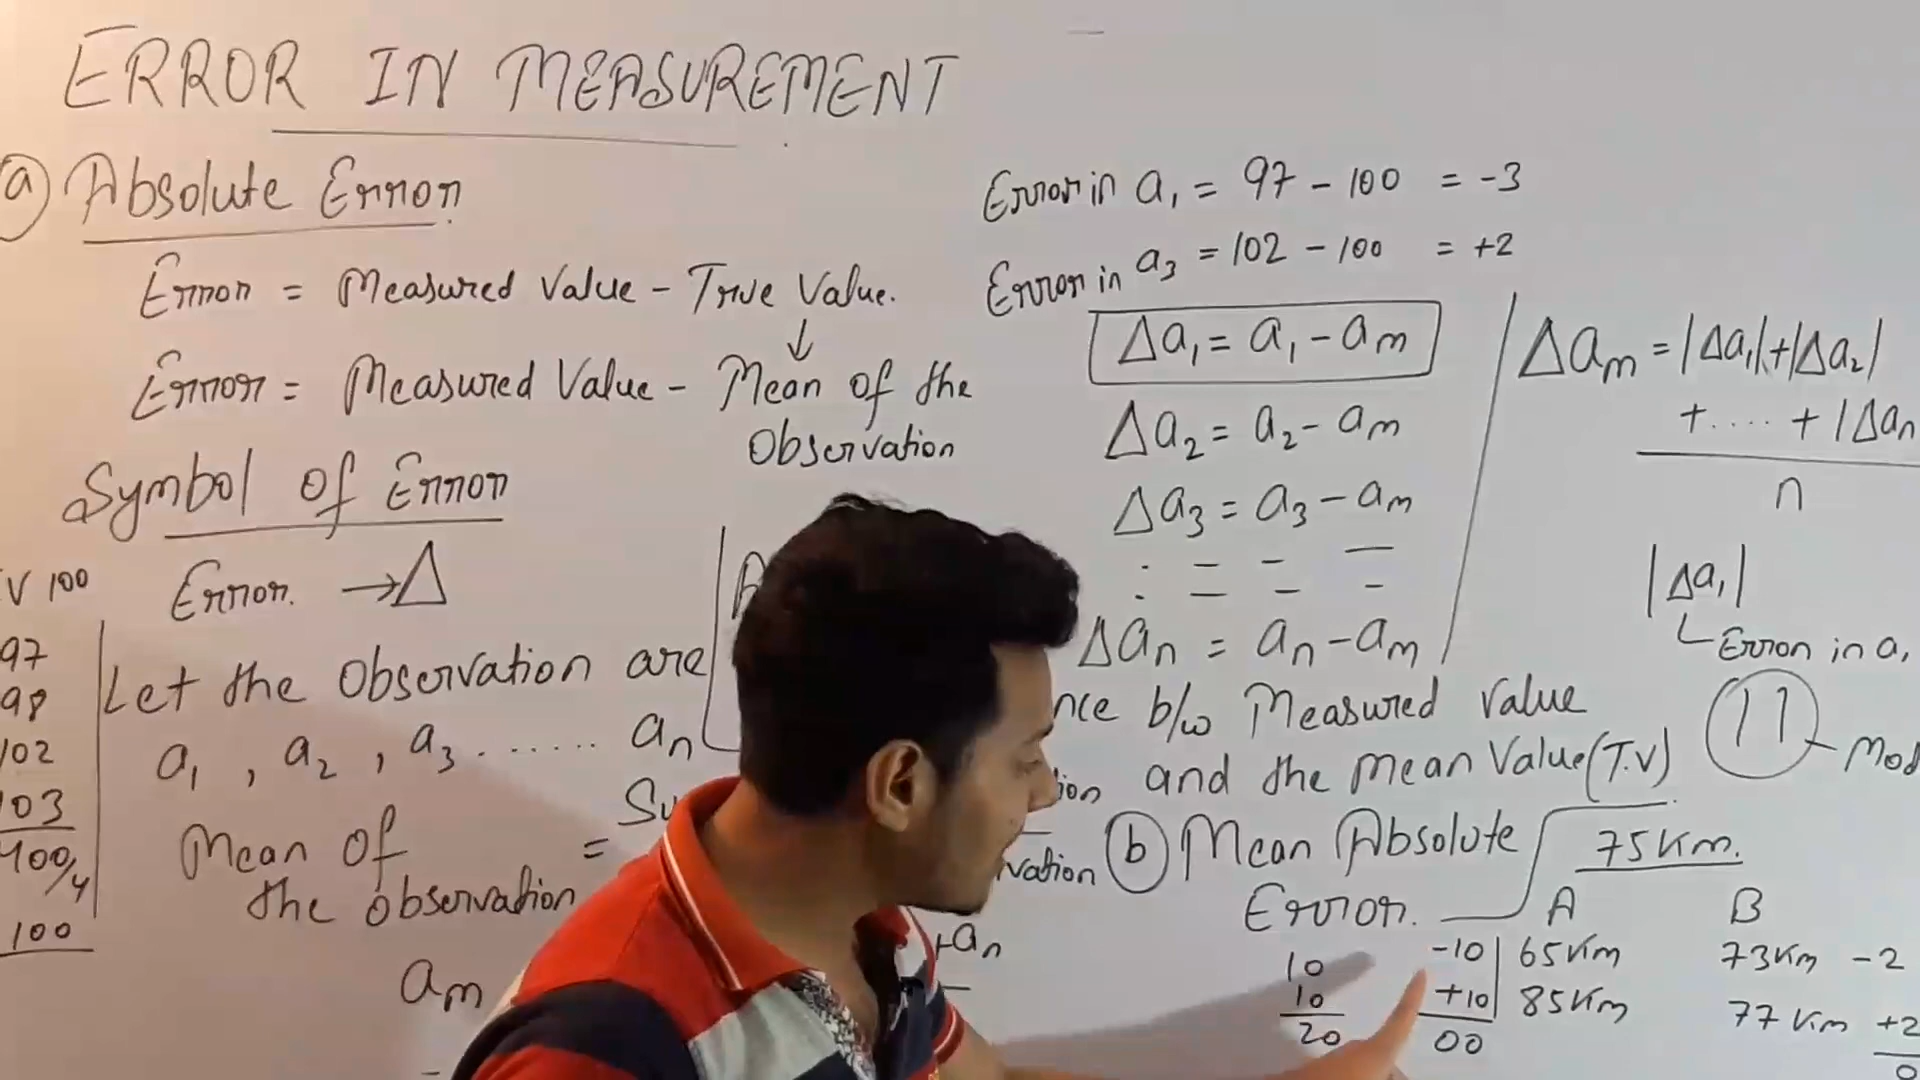 ERROR IN MEASUREMENT
a Absolute Error
Error = Measured Value - True Value.
↓
Error = Measured Value - Mean of the
Observation
Symbol of Error
Error. → Δ
V 100
97
98
102
103
400/4
100
Let the Observation are
a₁, a₂, a₃ ...... aₙ
Mean of
the observation =
aₘ
+aₙ
Error in a₁ = 97 - 100 = -3
Error in a₃ = 102 - 100 = +2
Δa₁ = a₁ - aₘ
Δa₂ = a₂ - aₘ
Δa₃ = a₃ - aₘ
Δaₙ = aₙ - aₘ
b/w Measured Value
and the mean Value (T.V)
b Mean Absolute
Error.
10
10
20
-10
+10
00
75 Km.
A B
65 Km 73 Km -2
85 Km 77 Km +2
0
Δaₘ = |Δa₁|+|Δa₂|
+ .... + |Δaₙ
n
|Δa₁|
Error in a₁
| |